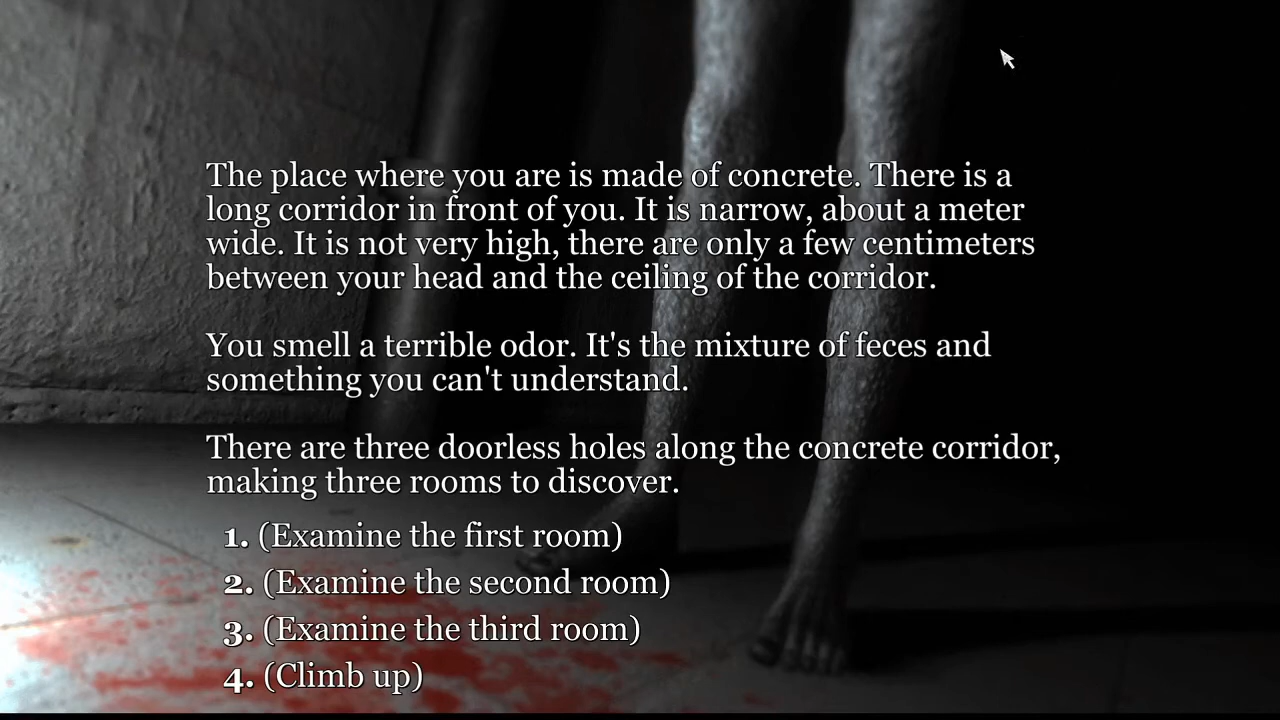 The place where you are is made of concrete. There is a
long corridor in front of you. It is narrow, about a meter
wide. It is not very high, there are only a few centimeters
between your head and the ceiling of the corridor.
You smell a terrible odor. It's the mixture of feces and
something you can't understand.
There are three doorless holes along the concrete corridor,
making three rooms to discover.
1. (Examine the first room)
2. (Examine the second room)
3. (Examine the third room)
4. (Climb up)